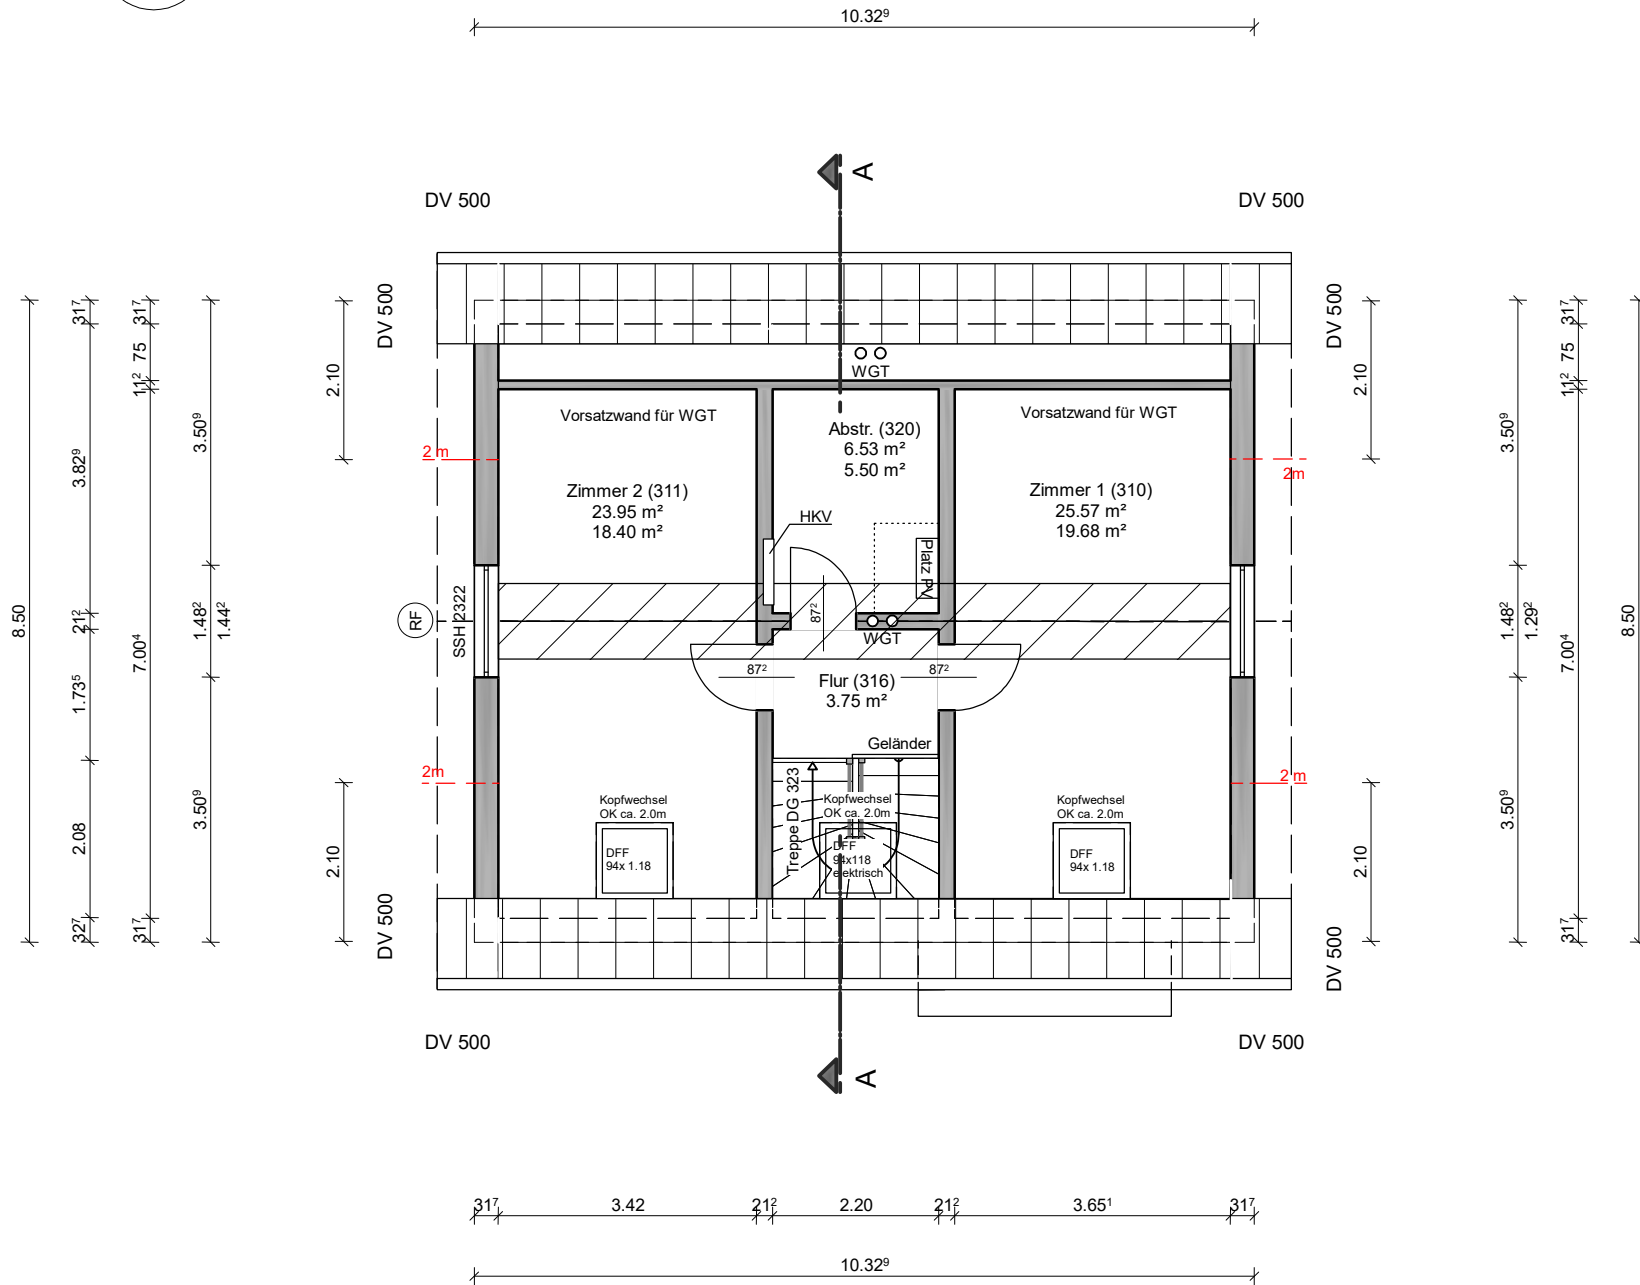 10.32⁹
A
DV 500
DV 500
DV 500
DV 500
8.50
31⁷
3.82⁹
21²
1.73⁵
2.08
32⁷
31⁷
75
11²
7.00⁴
31⁷
3.50⁹
1.48²
1.44²
3.50⁹
2.10
2.10
WGT
Vorsatzwand für WGT
Vorsatzwand für WGT
Abstr. (320)
6.53 m²
5.50 m²
2 m
2m
Zimmer 2 (311)
23.95 m²
18.40 m²
Zimmer 1 (310)
25.57 m²
19.68 m²
HKV
Platz PV
RF
SSH 2322
87²
WGT
87²
87²
Flur (316)
3.75 m²
Geländer
2m
2 m
Treppe DG 323
Kopfwechsel
OK ca. 2.0m
Kopfwechsel
OK ca. 2.0m
Kopfwechsel
OK ca. 2.0m
DFF
94x 1.18
DFF
94x118
elektrisch
DFF
94x 1.18
2.10
2.10
3.50⁹
1.48²
1.29²
3.50⁹
31⁷
75
11²
7.00⁴
31⁷
8.50
DV 500
DV 500
DV 500
DV 500
A
31⁷
3.42
21²
2.20
21²
3.65¹
31⁷
10.32⁹